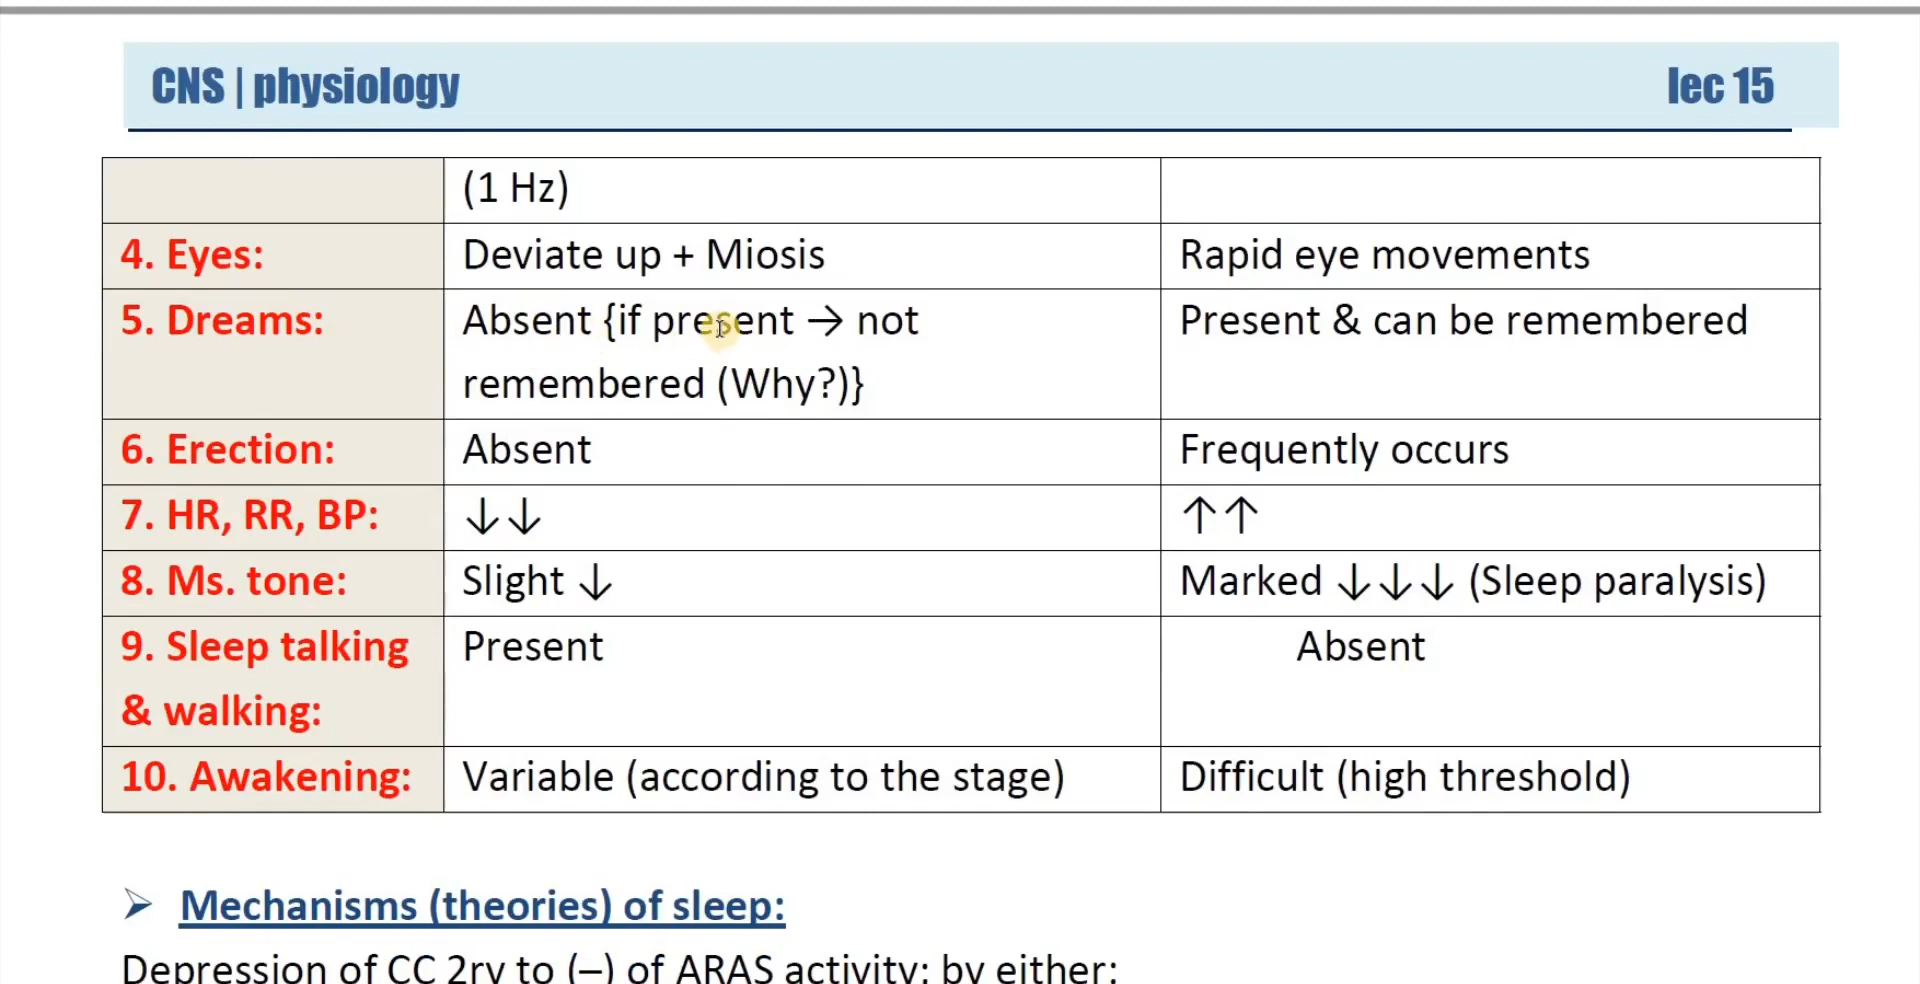 CNS | physiology lec 15
(1 Hz)
4. Eyes: Deviate up + Miosis Rapid eye movements
5. Dreams: Absent {if present → not Present & can be remembered
remembered (Why?)}
6. Erection: Absent Frequently occurs
7. HR, RR, BP: ↓↓ ↑↑
8. Ms. tone: Slight ↓ Marked ↓↓↓ (Sleep paralysis)
9. Sleep talking Present Absent
& walking:
10. Awakening: Variable (according to the stage) Difficult (high threshold)
➢ Mechanisms (theories) of sleep:
Depression of CC 2ry to (–) of ARAS activity; by either: